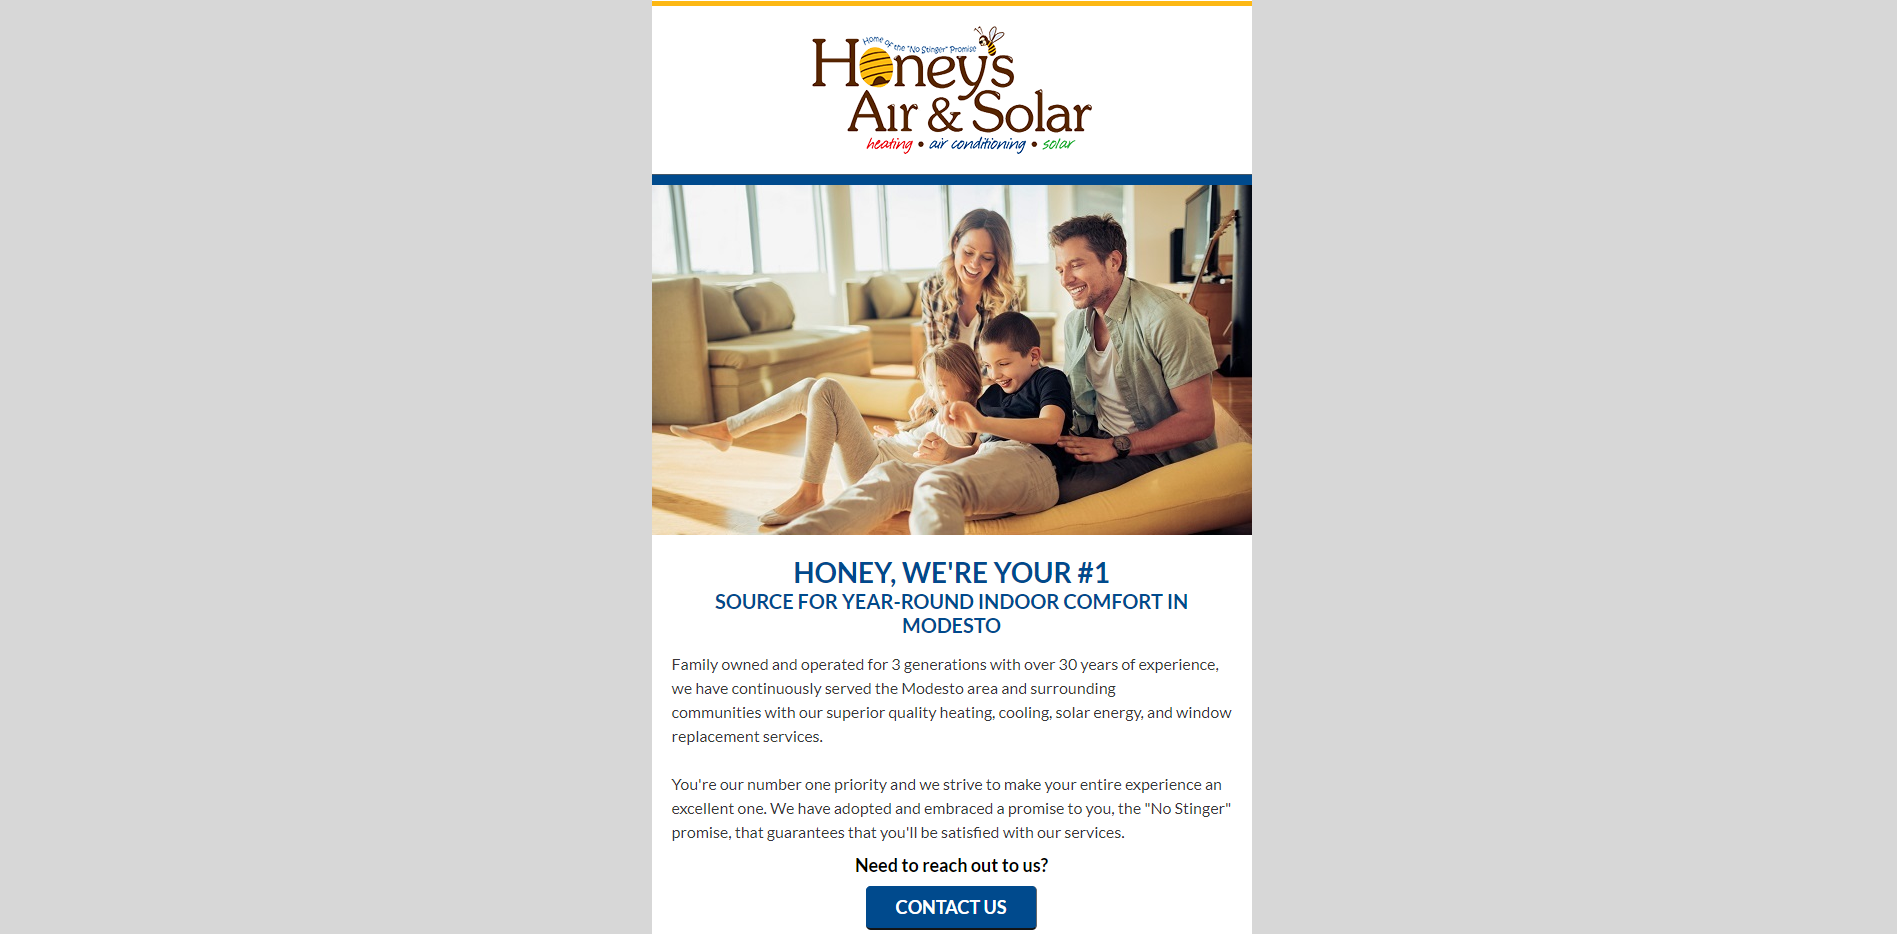 Home of the "No Stinger" Promise
Honey's
Air & Solar
heating • air conditioning • solar
HONEY, WE'RE YOUR #1
SOURCE FOR YEAR-ROUND INDOOR COMFORT IN
MODESTO
Family owned and operated for 3 generations with over 30 years of experience,
we have continuously served the Modesto area and surrounding
communities with our superior quality heating, cooling, solar energy, and window
replacement services.
You're our number one priority and we strive to make your entire experience an
excellent one. We have adopted and embraced a promise to you, the "No Stinger"
promise, that guarantees that you'll be satisfied with our services.
Need to reach out to us?
CONTACT US